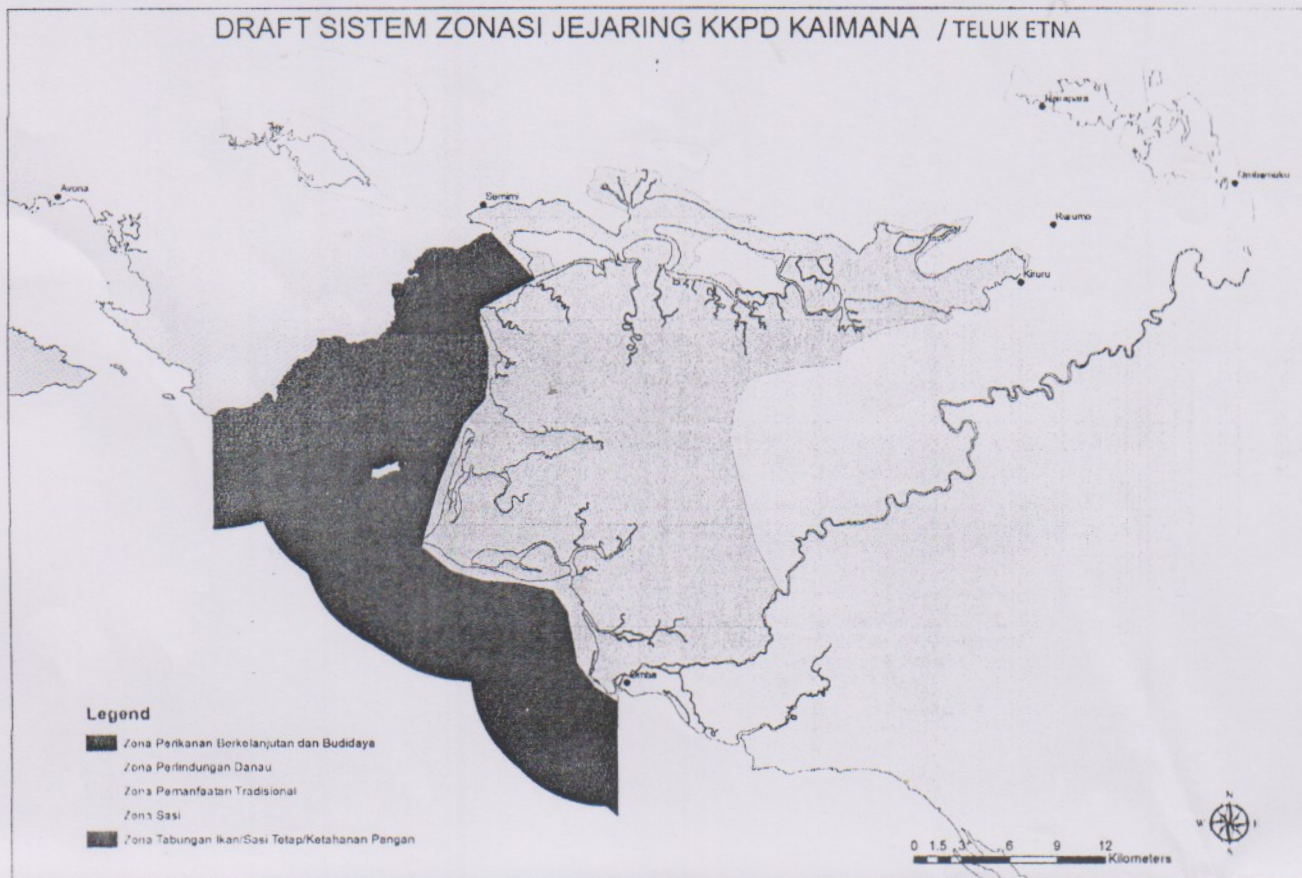 DRAFT SISTEM ZONASI JEJARING KKPD KAIMANA / TELUK ETNA
Avona
Kiruru
Legend
Zona Perikanan Berkelanjutan dan Budidaya
Zona Perlindungan Danau
Zona Pemanfaatan Tradisional
Zona Sasi
Zona Tabungan Ikan/Sasi Tetap/Ketahanan Pangan
N
W
S
0 1.5 3 6 9 12
Kilometers